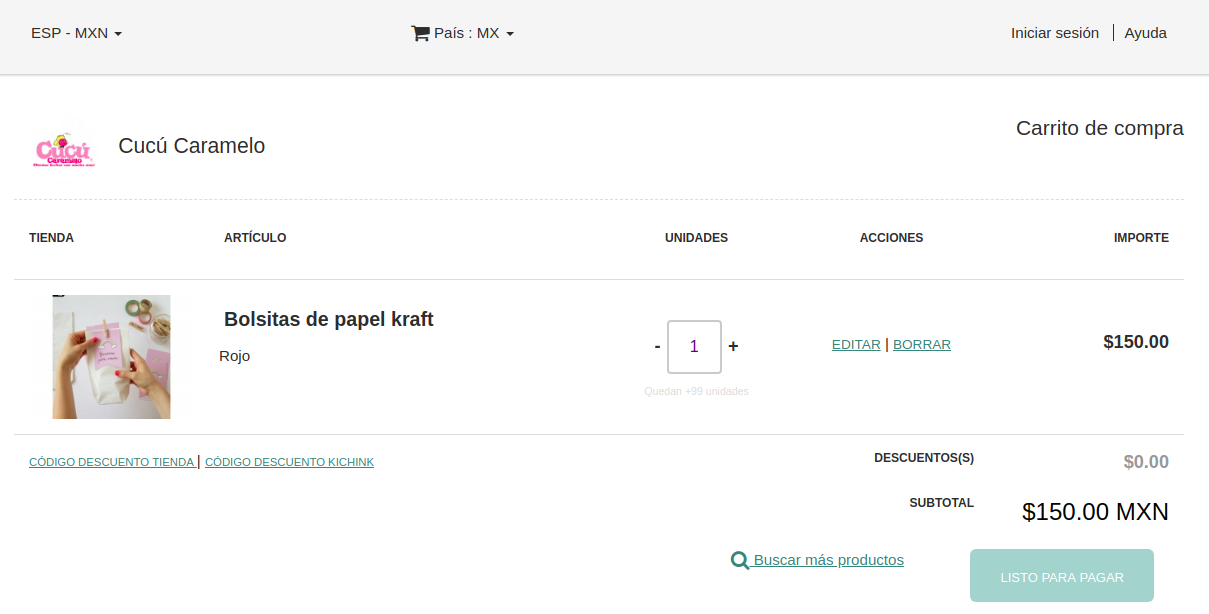 ESP - MXN
País : MX
Iniciar sesión | Ayuda
Cucú
Caramelo
Cucú Caramelo
Carrito de compra
TIENDA ARTÍCULO UNIDADES ACCIONES IMPORTE
Bolsitas de papel kraft
Rojo
- 1 +
Quedan +99 unidades
EDITAR | BORRAR
$150.00
CÓDIGO DESCUENTO TIENDA | CÓDIGO DESCUENTO KICHINK
DESCUENTOS(S) $0.00
SUBTOTAL $150.00 MXN
Buscar más productos
LISTO PARA PAGAR